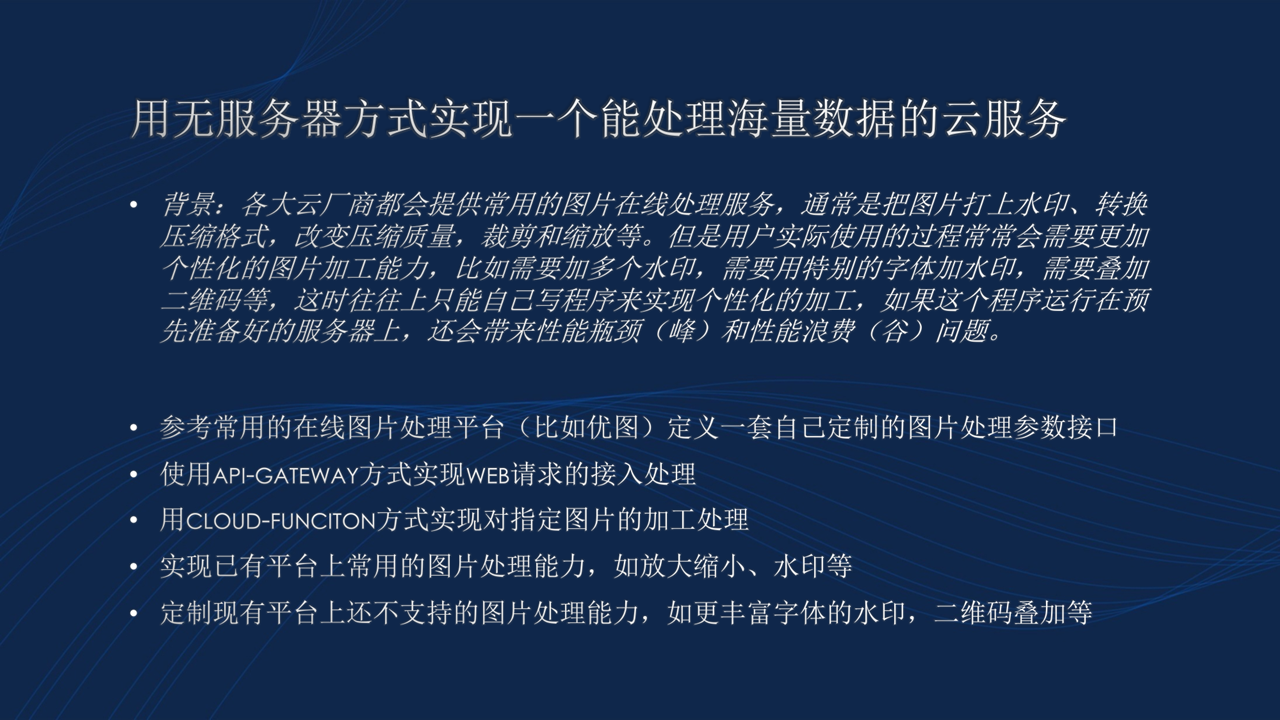 用无服务器方式实现一个能处理海量数据的云服务
• 背景：各大云厂商都会提供常用的图片在线处理服务，通常是把图片打上水印、转换
压缩格式，改变压缩质量，裁剪和缩放等。但是用户实际使用的过程常常会需要更加
个性化的图片加工能力，比如需要加多个水印，需要用特别的字体加水印，需要叠加
二维码等，这时往往上只能自己写程序来实现个性化的加工，如果这个程序运行在预
先准备好的服务器上，还会带来性能瓶颈（峰）和性能浪费（谷）问题。
• 参考常用的在线图片处理平台（比如优图）定义一套自己定制的图片处理参数接口
• 使用API-GATEWAY方式实现WEB请求的接入处理
• 用CLOUD-FUNCITON方式实现对指定图片的加工处理
• 实现已有平台上常用的图片处理能力，如放大缩小、水印等
• 定制现有平台上还不支持的图片处理能力，如更丰富字体的水印，二维码叠加等